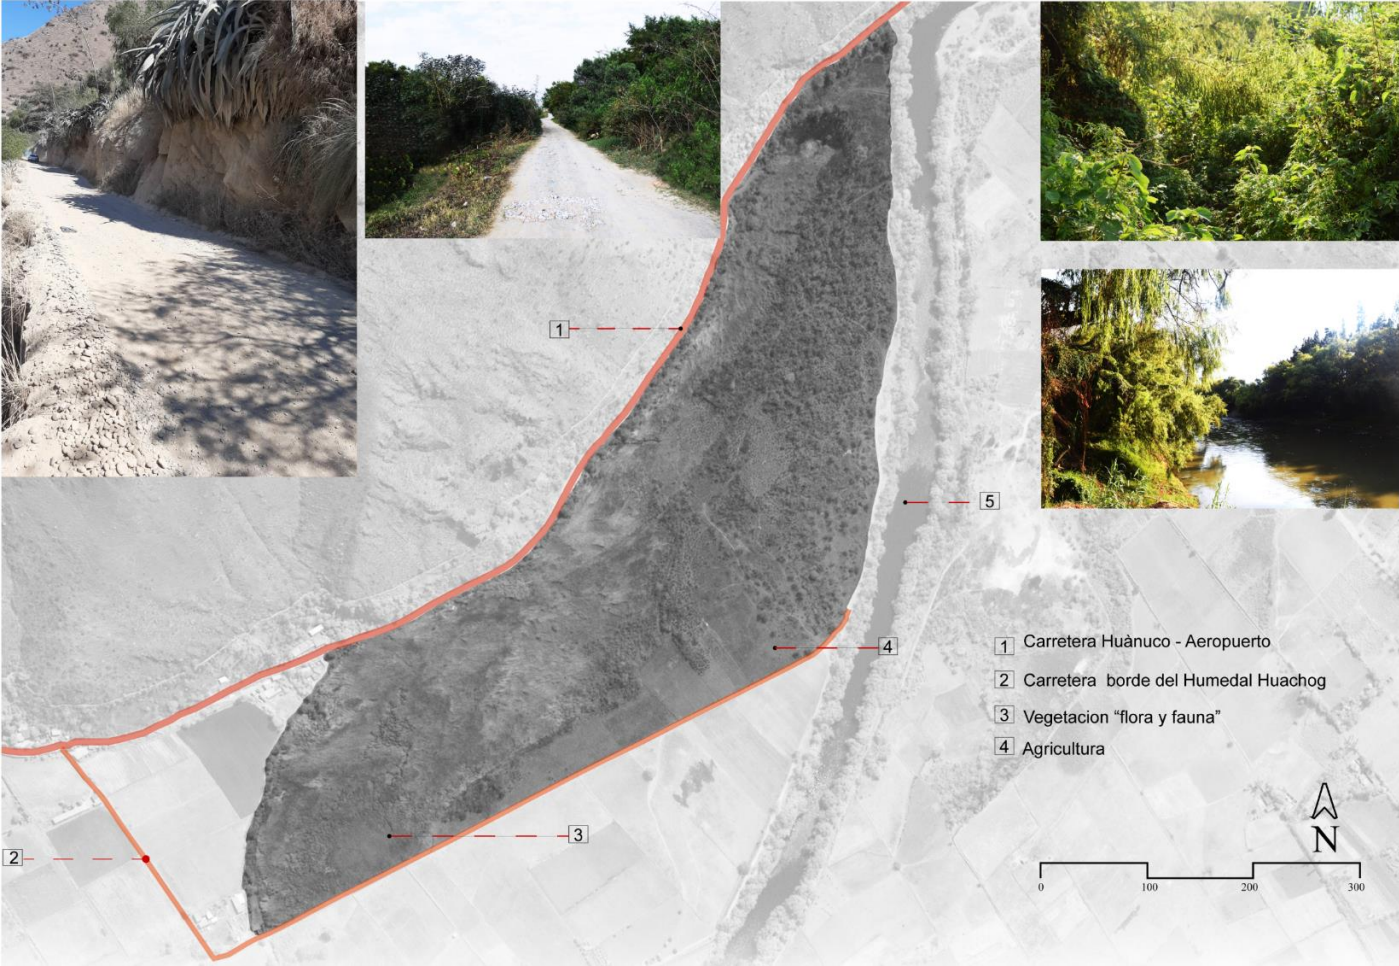 1
5
4
3
2
1 Carretera Huànuco - Aeropuerto
2 Carretera borde del Humedal Huachog
3 Vegetacion “flora y fauna”
4 Agricultura
N
0 100 200 300